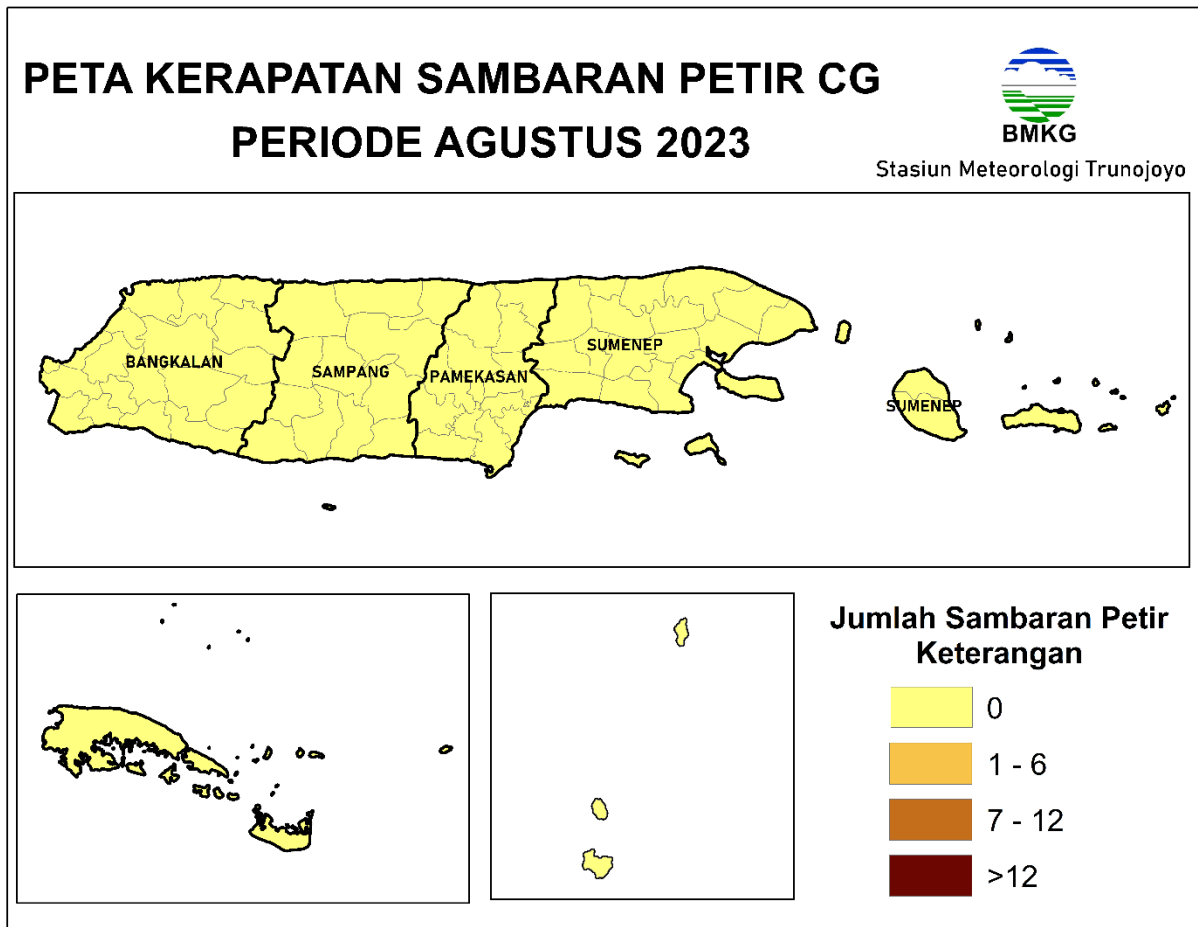 PETA KERAPATAN SAMBARAN PETIR CG
PERIODE AGUSTUS 2023
BMKG
Stasiun Meteorologi Trunojoyo
BANGKALAN
SAMPANG
PAMEKASAN
SUMENEP
SUMENEP
Jumlah Sambaran Petir
Keterangan
0
1 - 6
7 - 12
>12